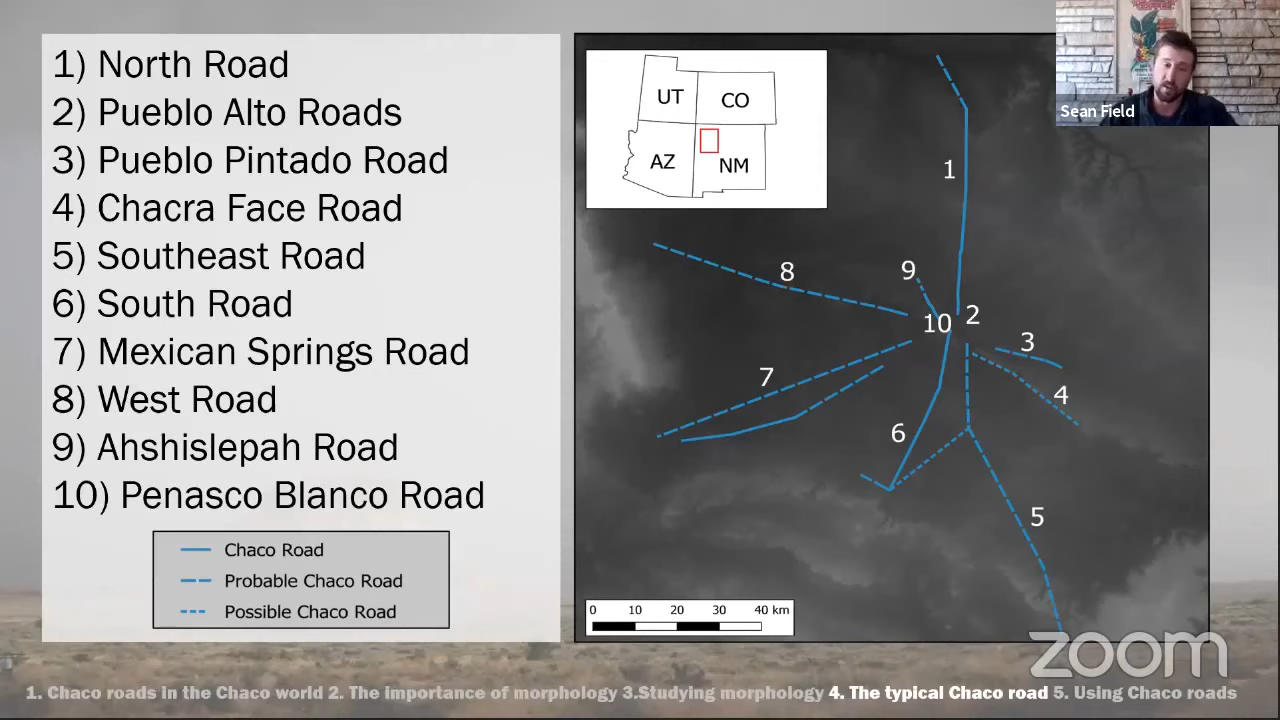 1) North Road
2) Pueblo Alto Roads
3) Pueblo Pintado Road
4) Chacra Face Road
5) Southeast Road
6) South Road
7) Mexican Springs Road
8) West Road
9) Ahshislepah Road
10) Penasco Blanco Road
Chaco Road
Probable Chaco Road
Possible Chaco Road
UT
CO
AZ
NM
1
8
9
10
2
3
7
4
6
5
0 10 20 30 40 km
COFFEE
Sean Field
zoom
1. Chaco roads in the Chaco world 2. The importance of morphology 3.Studying morphology 4. The typical Chaco road 5. Using Chaco roads